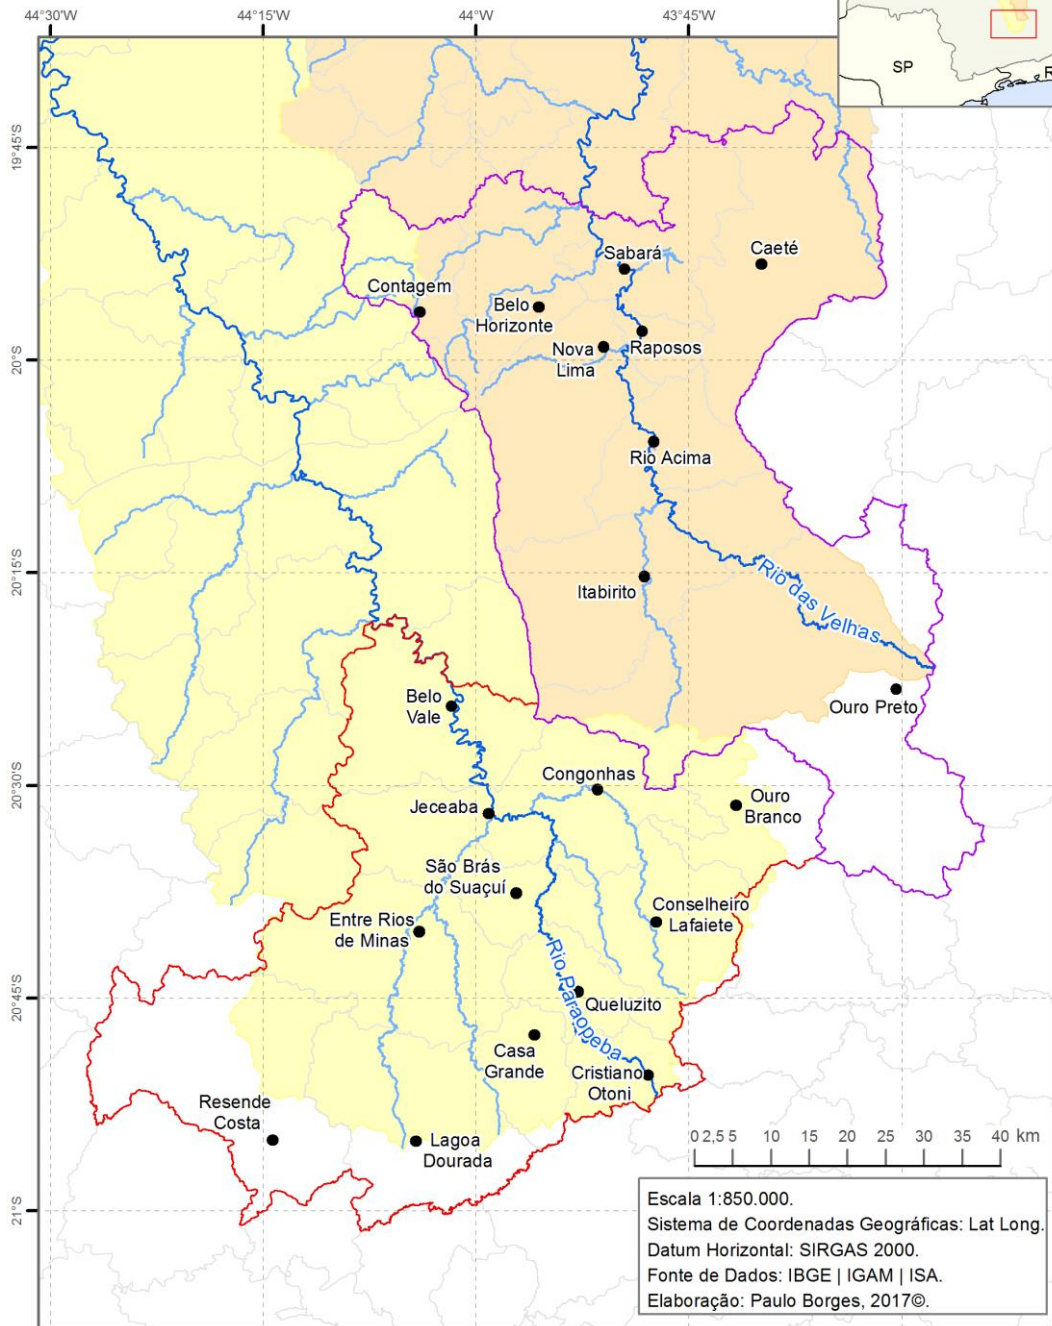 44°30'W
44°15'W
44°0'W
43°45'W
SP
R
19°45'S
20°S
20°15'S
20°30'S
20°45'S
21°S
Sabará
Caeté
Contagem
Belo
Horizonte
Nova
Lima
Raposos
Rio Acima
Itabirito
Rio das Velhas
Ouro Preto
Belo
Vale
Congonhas
Jeceaba
Ouro
Branco
São Brás
do Suaçuí
Conselheiro
Lafaiete
Entre Rios
de Minas
Rio Paraopeba
Queluzito
Casa
Grande
Cristiano
Otoni
Resende
Costa
Lagoa
Dourada
0 2,5 5 10 15 20 25 30 35 40 km
Escala 1:850.000.
Sistema de Coordenadas Geográficas: Lat Long.
Datum Horizontal: SIRGAS 2000.
Fonte de Dados: IBGE | IGAM | ISA.
Elaboração: Paulo Borges, 2017©.